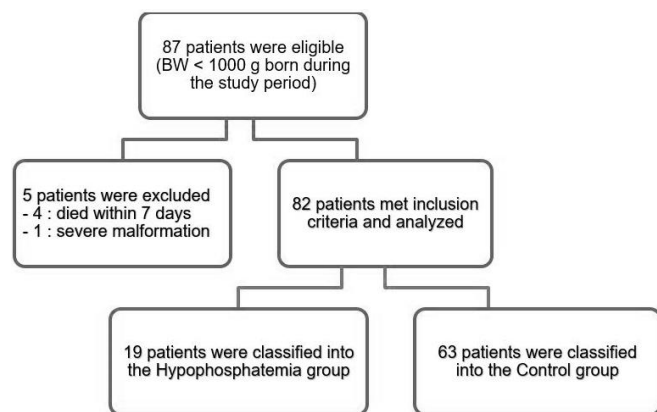 87 patients were eligible
(BW < 1000 g born during
the study period)
5 patients were excluded
- 4 : died within 7 days
- 1 : severe malformation
82 patients met inclusion
criteria and analyzed
19 patients were classified into
the Hypophosphatemia group
63 patients were classified
into the Control group